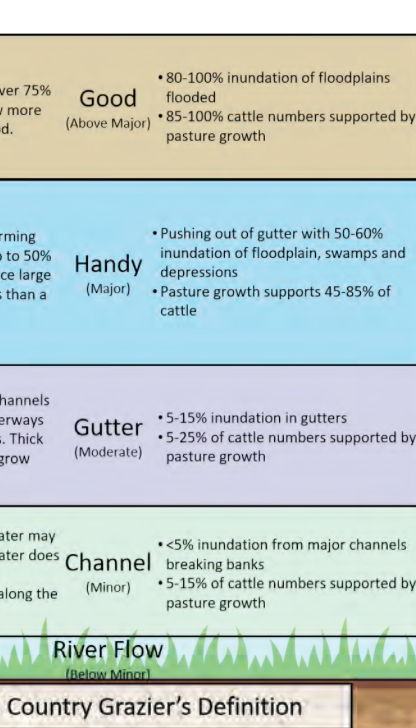 ver 75%
more
d.
Good
(Above Major)
• 80-100% inundation of floodplains
flooded
• 85-100% cattle numbers supported by
pasture growth
rming
to 50%
ce large
than a
Handy
(Major)
• Pushing out of gutter with 50-60%
inundation of floodplain, swamps and
depressions
• Pasture growth supports 45-85% of
cattle
hannels
erways
. Thick
grow
Gutter
(Moderate)
• 5-15% inundation in gutters
• 5-25% of cattle numbers supported by
pasture growth
ater may
ater does
along the
Channel
(Minor)
• <5% inundation from major channels
breaking banks
• 5-15% of cattle numbers supported by
pasture growth
River Flow
(Below Minor)
Country Grazier's Definition